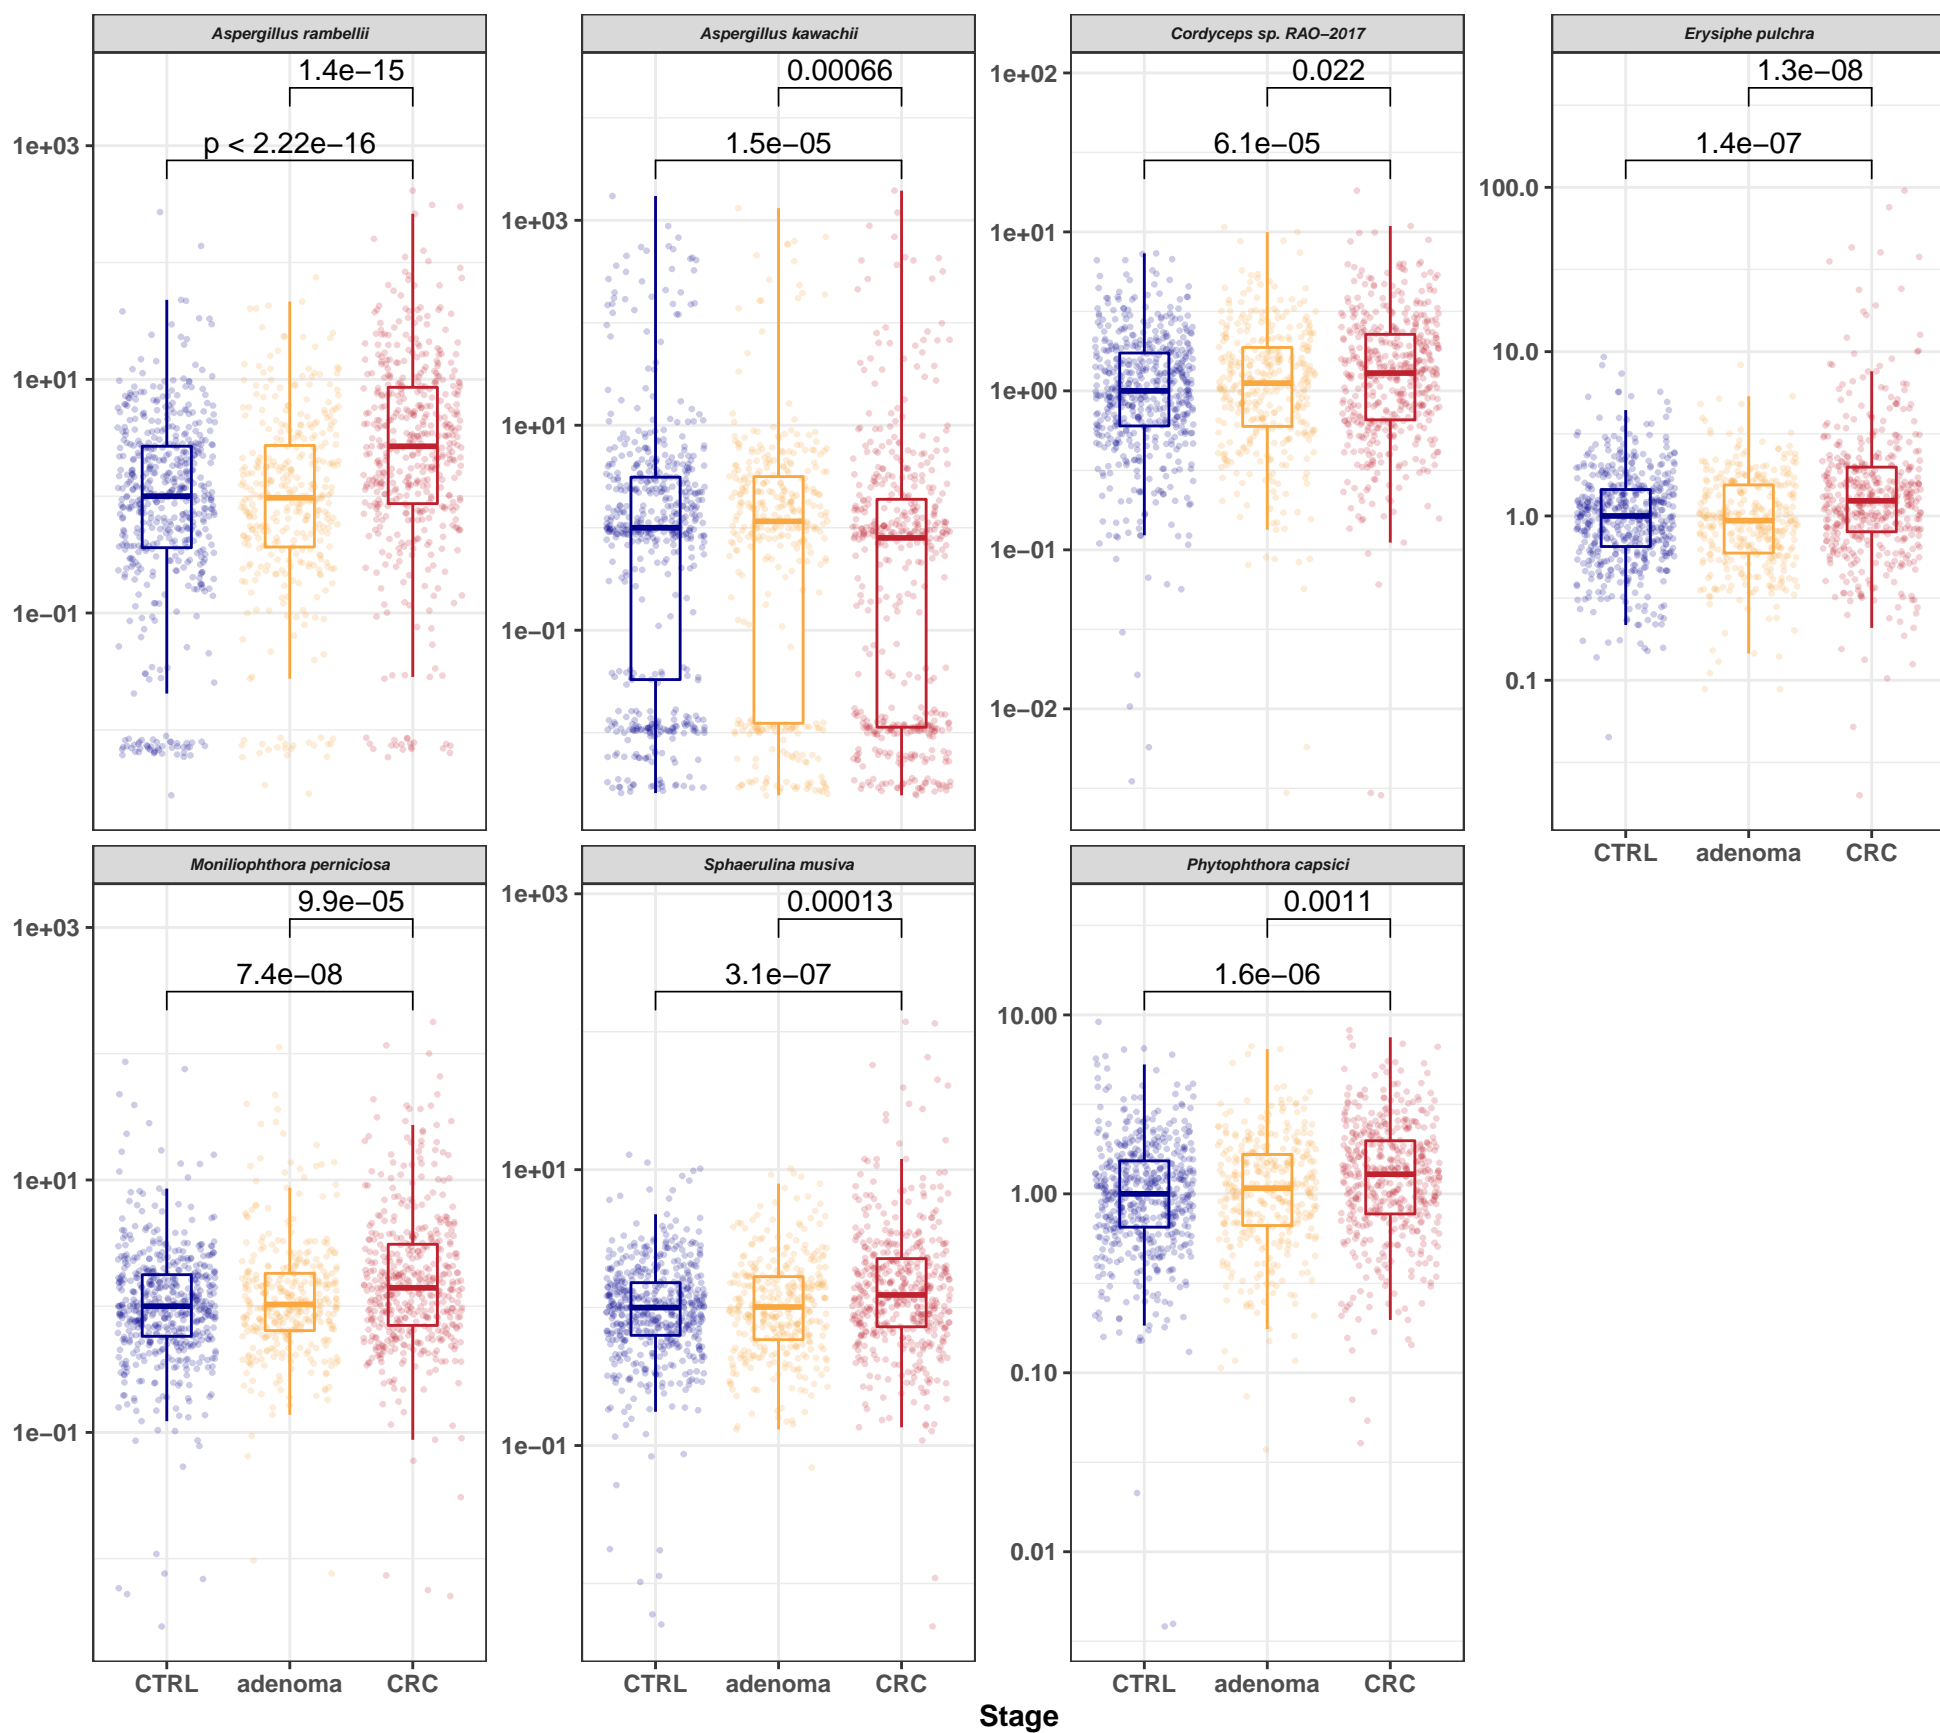 Aspergillus rambellii
Aspergillus kawachii
Cordyceps sp. RAO−2017
Erysiphe pulchra
1.4e−15
p < 2.22e−16
1e+03
1e+01
1e−01
0.00066
1.5e−05
1e+03
1e+01
1e−01
0.022
6.1e−05
1e+02
1e+01
1e+00
1e−01
1e−02
1.3e−08
1.4e−07
100.0
10.0
1.0
0.1
CTRL adenoma CRC
Moniliophthora perniciosa
Sphaerulina musiva
Phytophthora capsici
9.9e−05
7.4e−08
1e+03
1e+01
1e−01
CTRL adenoma CRC
0.00013
3.1e−07
1e+03
1e+01
1e−01
CTRL adenoma CRC
0.0011
1.6e−06
10.00
1.00
0.10
0.01
CTRL adenoma CRC
Stage